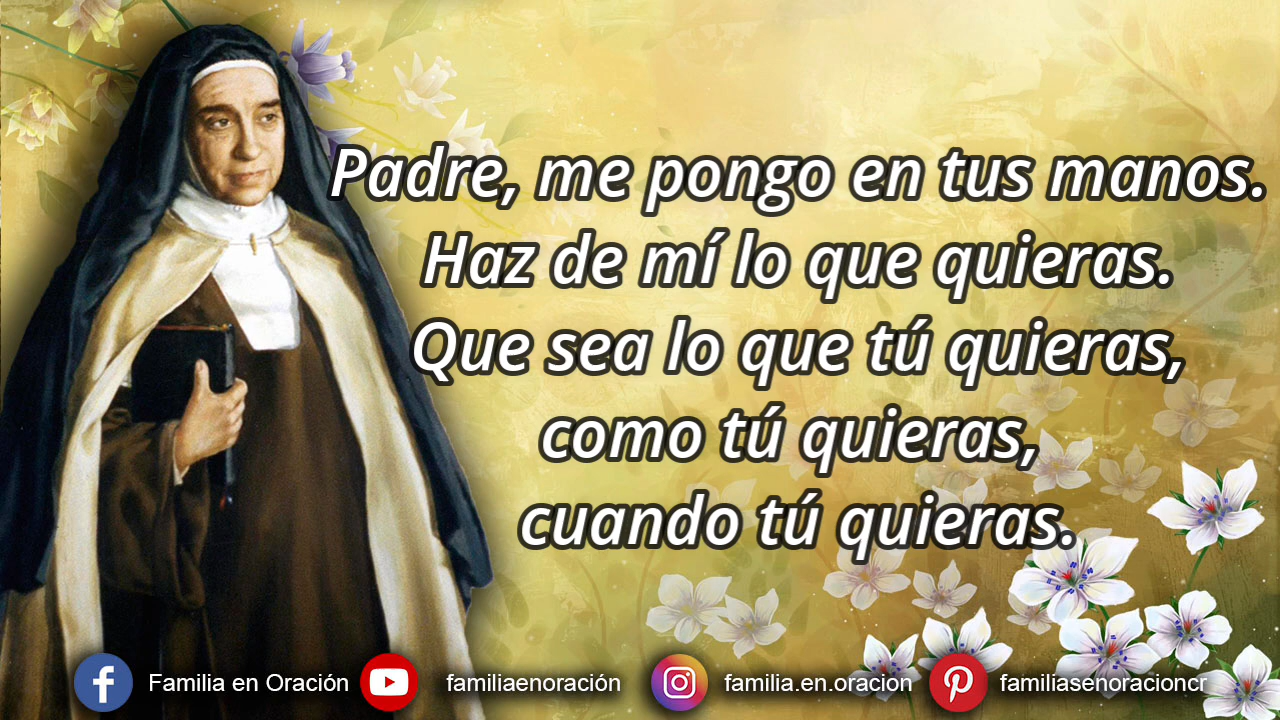 Padre, me pongo en tus manos.
Haz de mí lo que quieras.
Que sea lo que tú quieras,
como tú quieras,
cuando tú quieras.
Familia en Oración
familiaenoración
familia.en.oracion
familiasenoracioncr